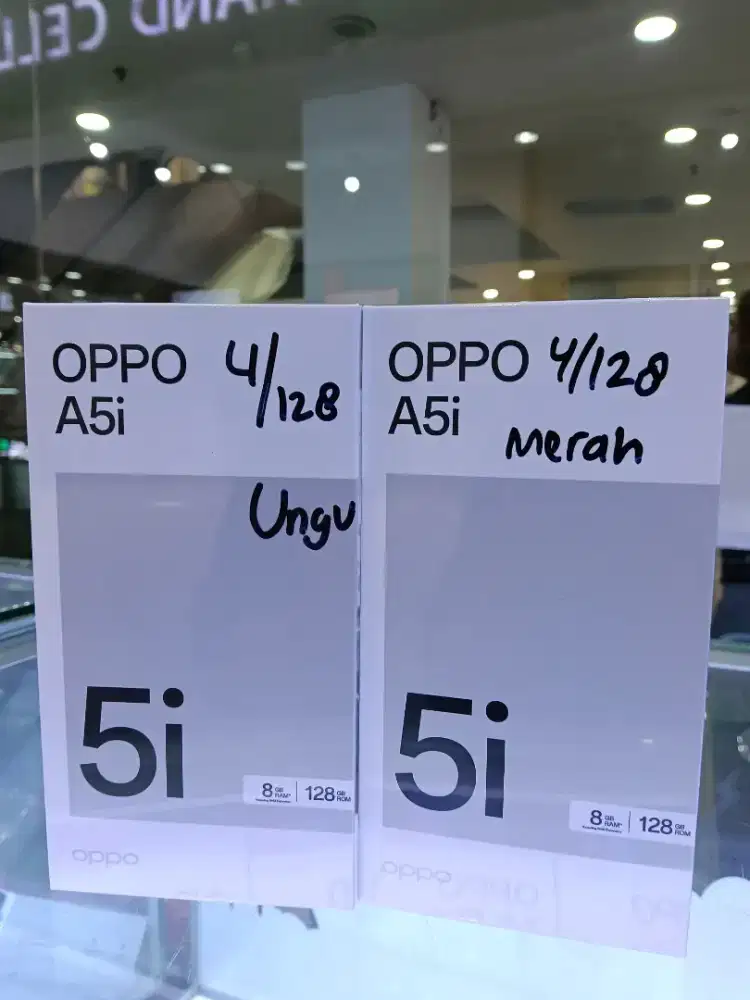 OPPO 4/128
A5i
Ungu
5i
8 GB RAM* | 128 GB ROM
oppo
OPPO 4/128
A5i Merah
5i
8 GB RAM* | 128 GB ROM
oppo